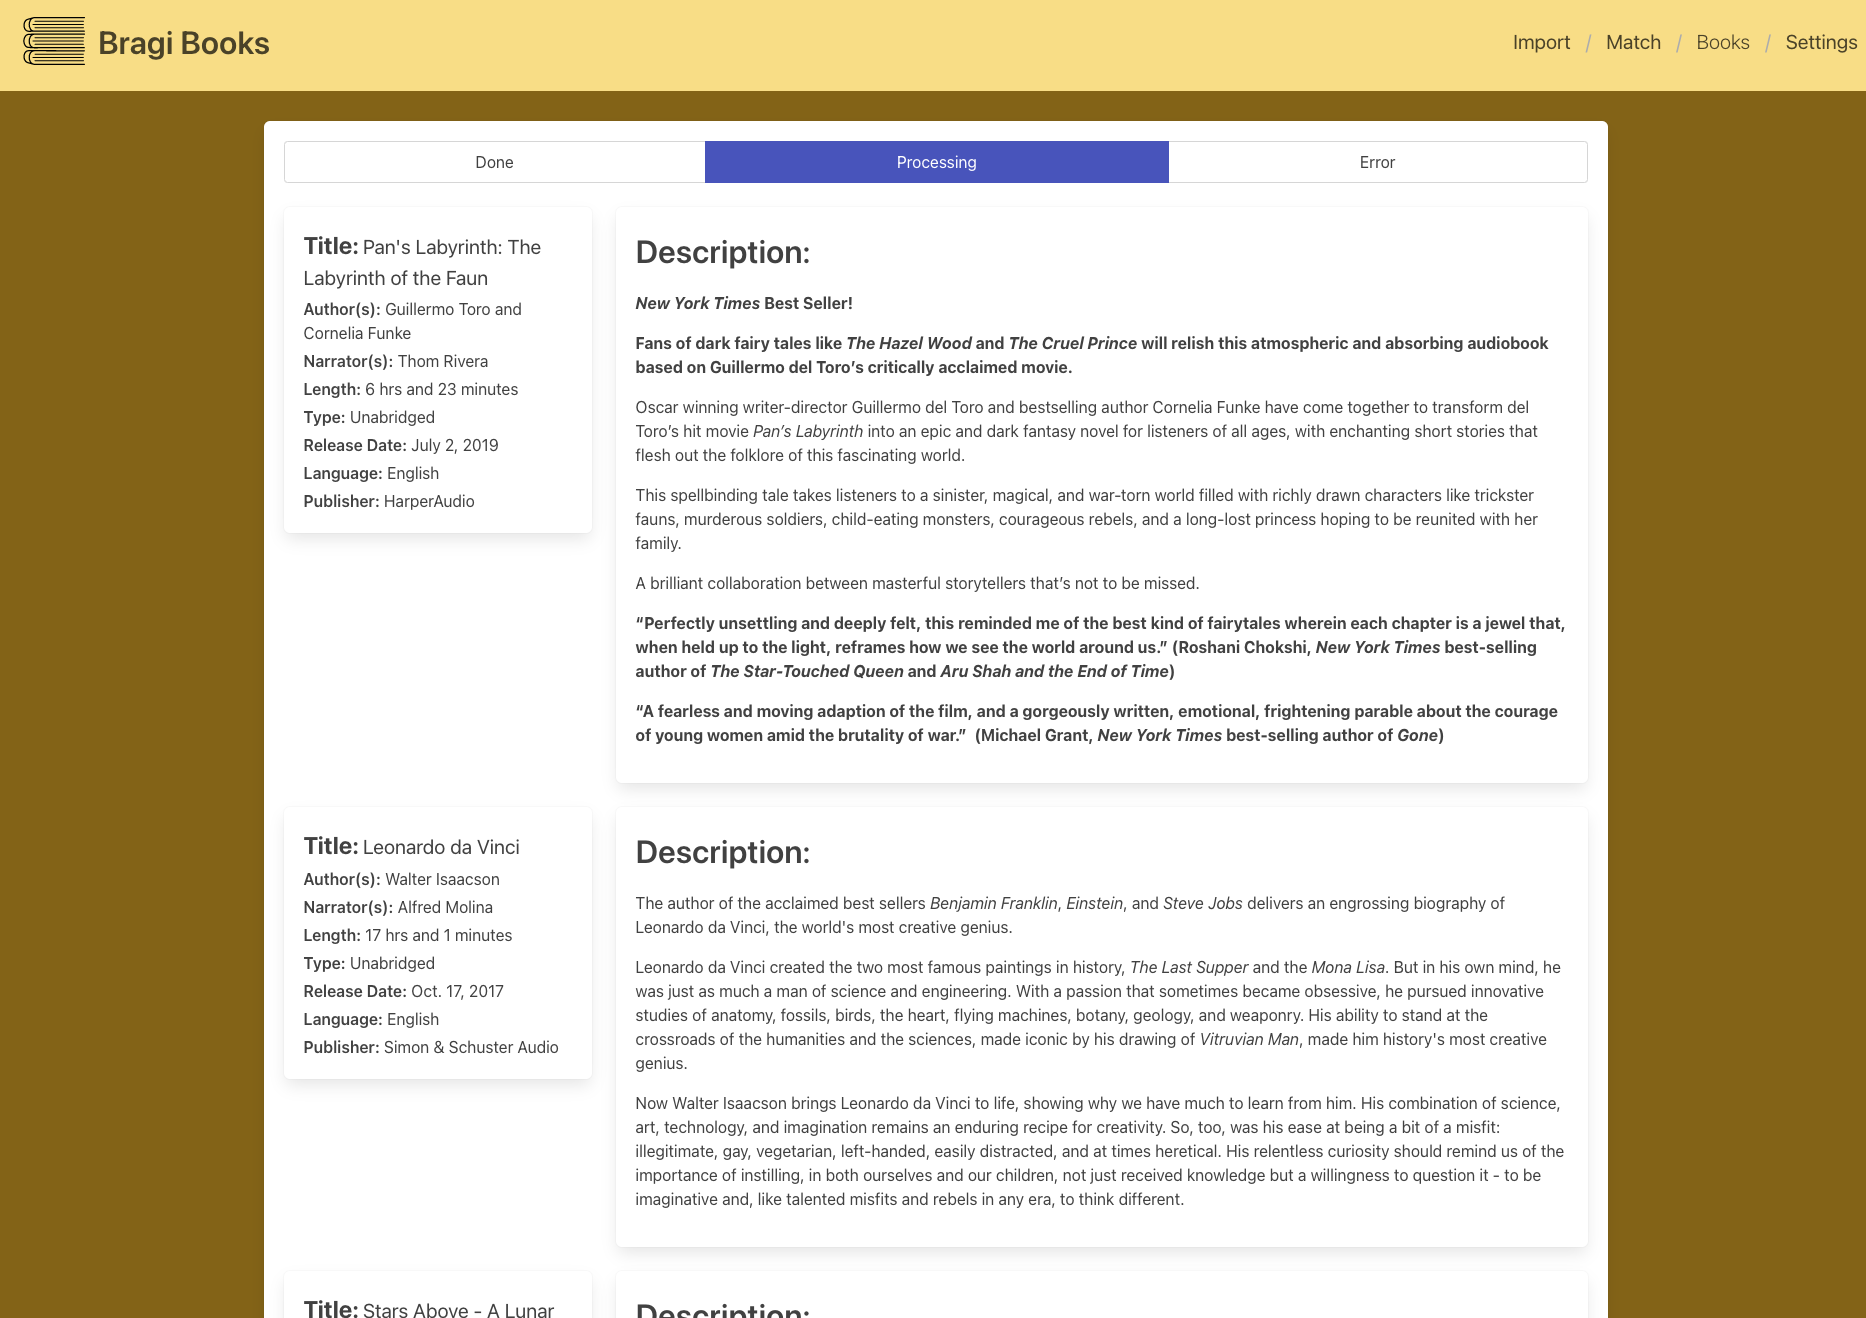 Bragi Books
Import / Match / Books / Settings
Done
Processing
Error
Title: Pan's Labyrinth: The
Labyrinth of the Faun
Author(s): Guillermo Toro and
Cornelia Funke
Narrator(s): Thom Rivera
Length: 6 hrs and 23 minutes
Type: Unabridged
Release Date: July 2, 2019
Language: English
Publisher: HarperAudio
Description:
New York Times Best Seller!
Fans of dark fairy tales like The Hazel Wood and The Cruel Prince will relish this atmospheric and absorbing audiobook
based on Guillermo del Toro’s critically acclaimed movie.
Oscar winning writer-director Guillermo del Toro and bestselling author Cornelia Funke have come together to transform del
Toro’s hit movie Pan’s Labyrinth into an epic and dark fantasy novel for listeners of all ages, with enchanting short stories that
flesh out the folklore of this fascinating world.
This spellbinding tale takes listeners to a sinister, magical, and war-torn world filled with richly drawn characters like trickster
fauns, murderous soldiers, child-eating monsters, courageous rebels, and a long-lost princess hoping to be reunited with her
family.
A brilliant collaboration between masterful storytellers that’s not to be missed.
“Perfectly unsettling and deeply felt, this reminded me of the best kind of fairytales wherein each chapter is a jewel that,
when held up to the light, reframes how we see the world around us.” (Roshani Chokshi, New York Times best-selling
author of The Star-Touched Queen and Aru Shah and the End of Time)
“A fearless and moving adaption of the film, and a gorgeously written, emotional, frightening parable about the courage
of young women amid the brutality of war.” (Michael Grant, New York Times best-selling author of Gone)
Title: Leonardo da Vinci
Author(s): Walter Isaacson
Narrator(s): Alfred Molina
Length: 17 hrs and 1 minutes
Type: Unabridged
Release Date: Oct. 17, 2017
Language: English
Publisher: Simon & Schuster Audio
Description:
The author of the acclaimed best sellers Benjamin Franklin, Einstein, and Steve Jobs delivers an engrossing biography of
Leonardo da Vinci, the world's most creative genius.
Leonardo da Vinci created the two most famous paintings in history, The Last Supper and the Mona Lisa. But in his own mind, he
was just as much a man of science and engineering. With a passion that sometimes became obsessive, he pursued innovative
studies of anatomy, fossils, birds, the heart, flying machines, botany, geology, and weaponry. His ability to stand at the
crossroads of the humanities and the sciences, made iconic by his drawing of Vitruvian Man, made him history's most creative
genius.
Now Walter Isaacson brings Leonardo da Vinci to life, showing why we have much to learn from him. His combination of science,
art, technology, and imagination remains an enduring recipe for creativity. So, too, was his ease at being a bit of a misfit:
illegitimate, gay, vegetarian, left-handed, easily distracted, and at times heretical. His relentless curiosity should remind us of the
importance of instilling, in both ourselves and our children, not just received knowledge but a willingness to question it - to be
imaginative and, like talented misfits and rebels in any era, to think different.
Title: Stars Above - A Lunar
Description: